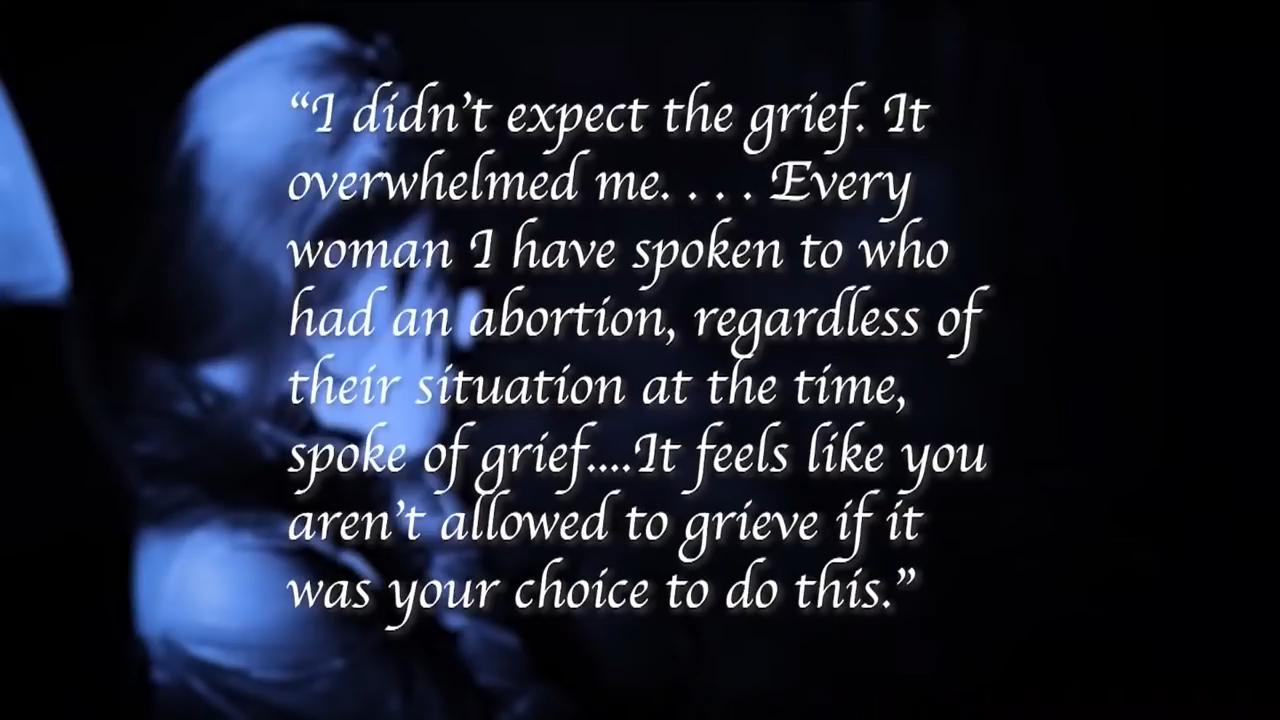 “I didn’t expect the grief. It
overwhelmed me. . . . Every
woman I have spoken to who
had an abortion, regardless of
their situation at the time,
spoke of grief....It feels like you
aren’t allowed to grieve if it
was your choice to do this.”